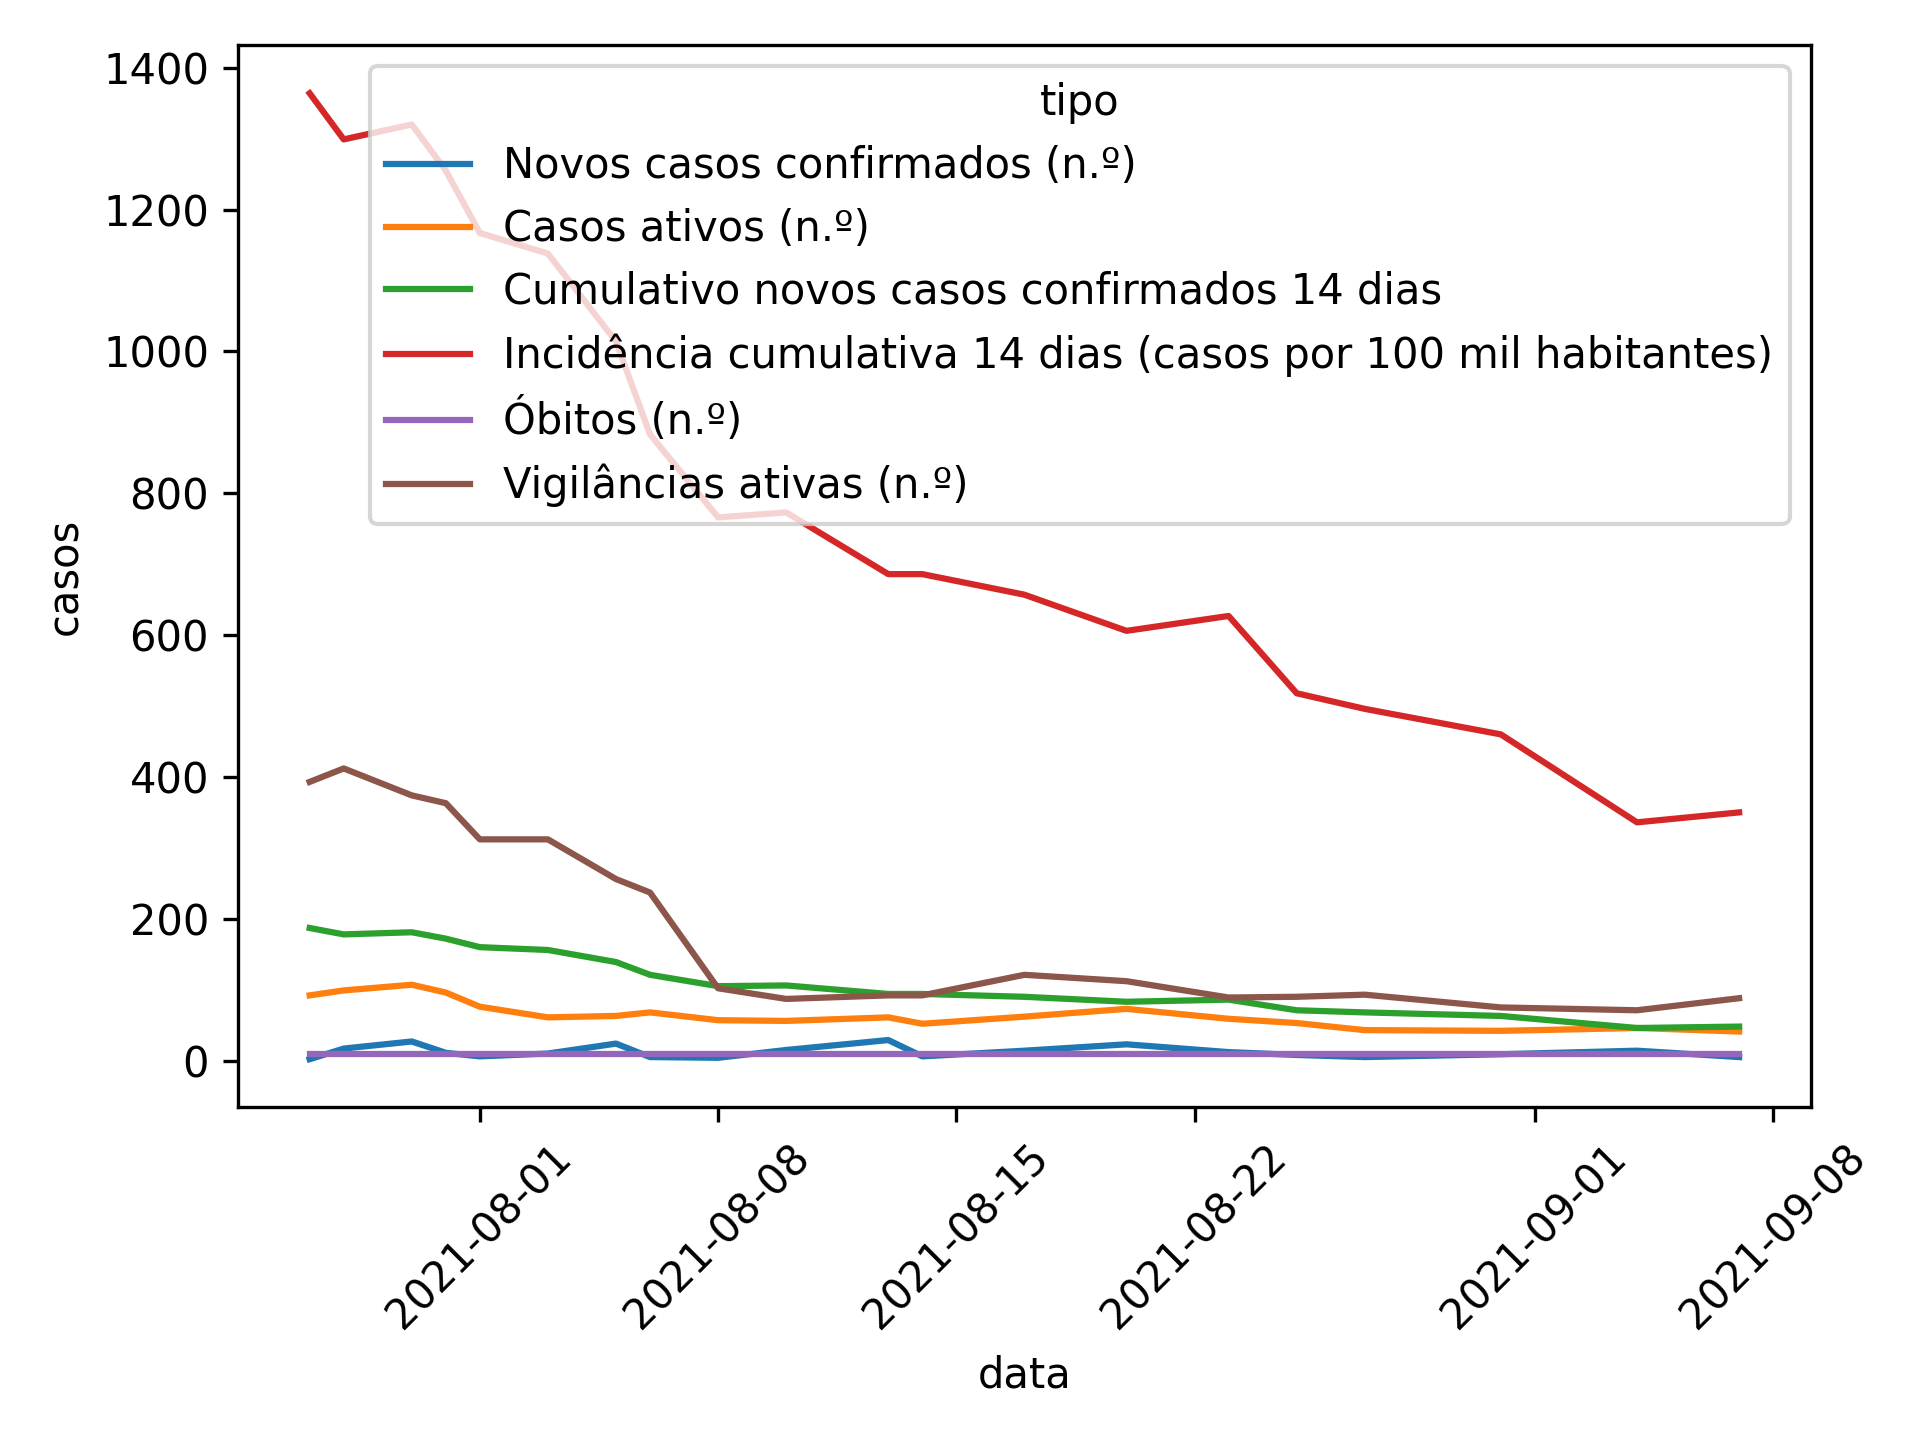 1400
1200
1000
800
600
400
200
0
casos
tipo
Novos casos confirmados (n.º)
Casos ativos (n.º)
Cumulativo novos casos confirmados 14 dias
Incidência cumulativa 14 dias (casos por 100 mil habitantes)
Óbitos (n.º)
Vigilâncias ativas (n.º)
2021-08-01
2021-08-08
2021-08-15
2021-08-22
2021-09-01
2021-09-08
data